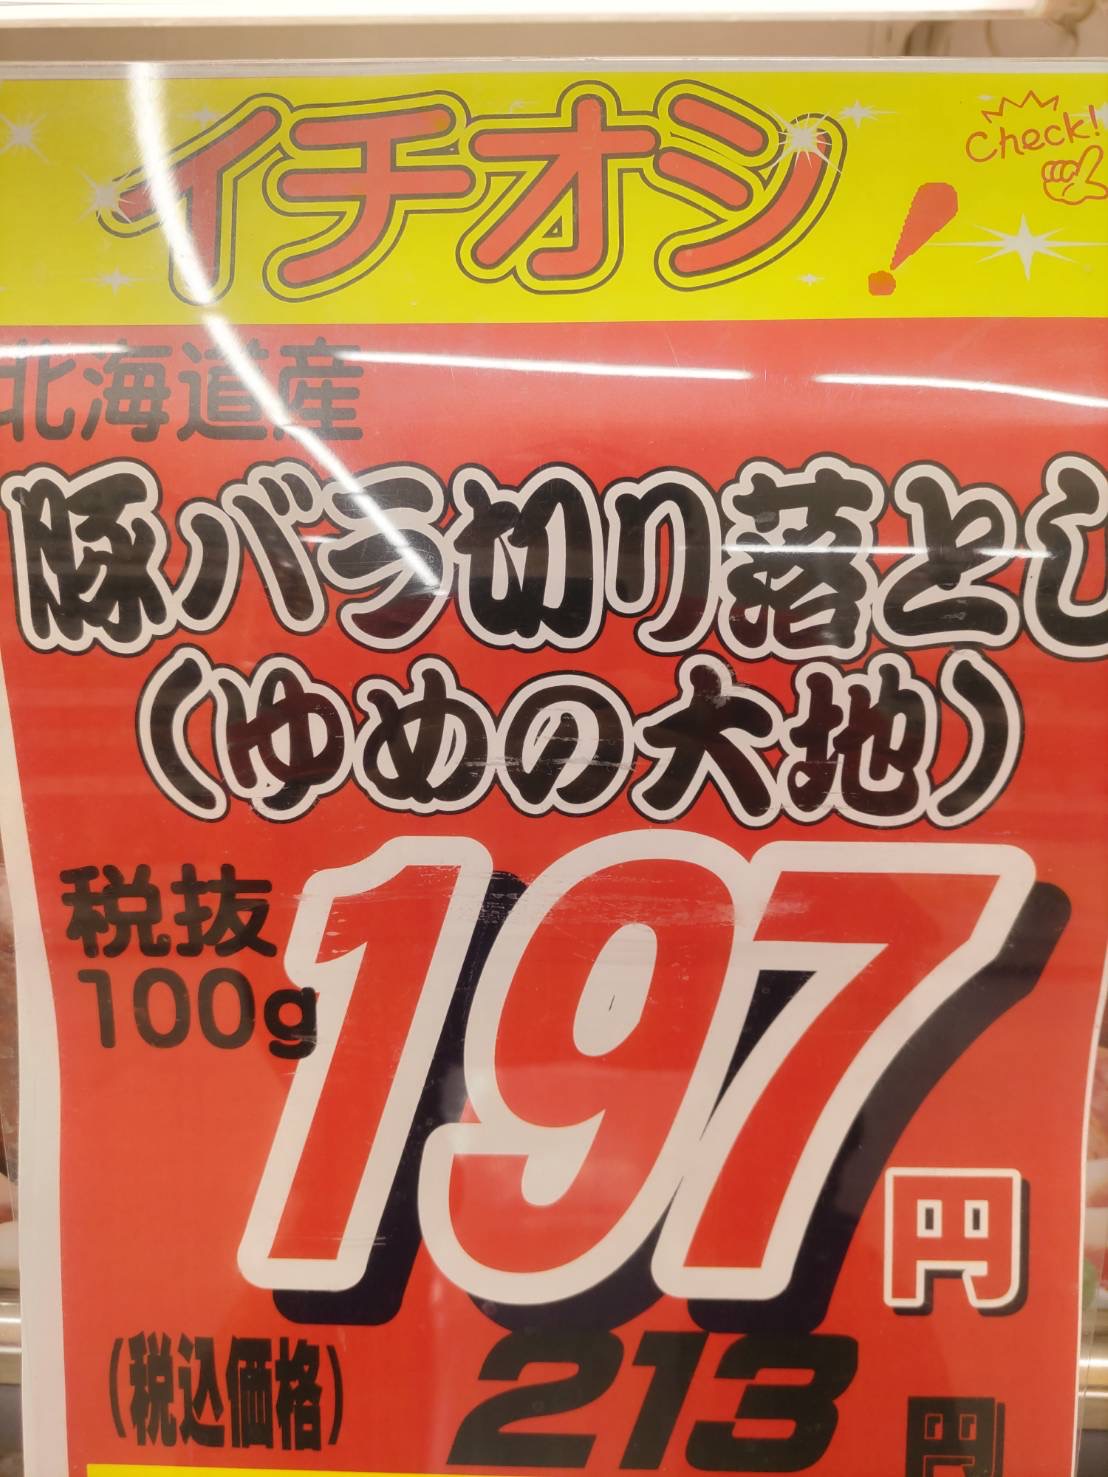 イチオシ!
Check!
北海道産
豚バラ切り落とし
(ゆめの大地)
税抜
100g
197円
(税込価格) 213円